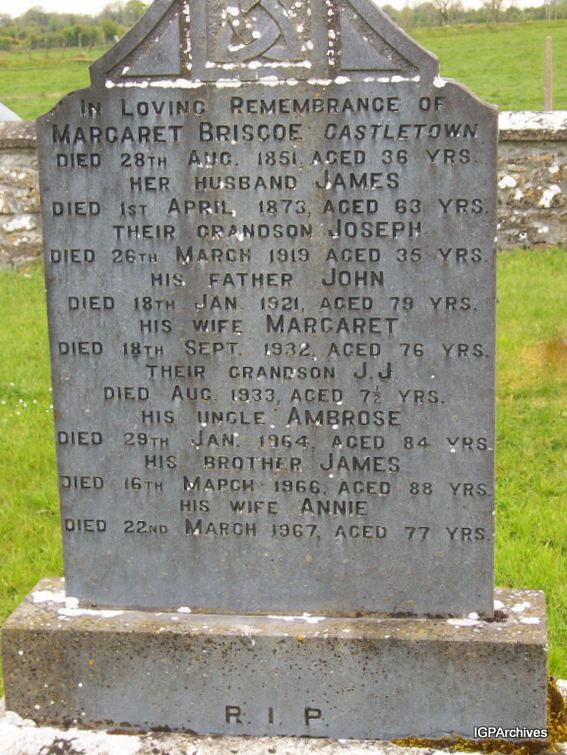 IN LOVING REMEMBRANCE OF
MARGARET BRISCOE CASTLETOWN
DIED 28TH AUG. 1851, AGED 36 YRS.
HER HUSBAND JAMES
DIED 1ST APRIL 1873, AGED 63 YRS.
THEIR GRANDSON JOSEPH
DIED 26TH MARCH 1919 AGED 35 YRS.
HIS FATHER JOHN
DIED 18TH JAN. 1921, AGED 79 YRS.
HIS WIFE MARGARET
DIED 18TH SEPT. 1932, AGED 76 YRS.
THEIR GRANDSON J.J.
DIED AUG. 1933, AGED 7½ YRS.
HIS UNCLE AMBROSE
DIED 29TH JAN. 1964, AGED 84 YRS.
HIS BROTHER JAMES
DIED 16TH MARCH 1966, AGED 88 YRS.
HIS WIFE ANNIE
DIED 22ND MARCH 1967, AGED 77 YRS.
R I P
IGPArchives